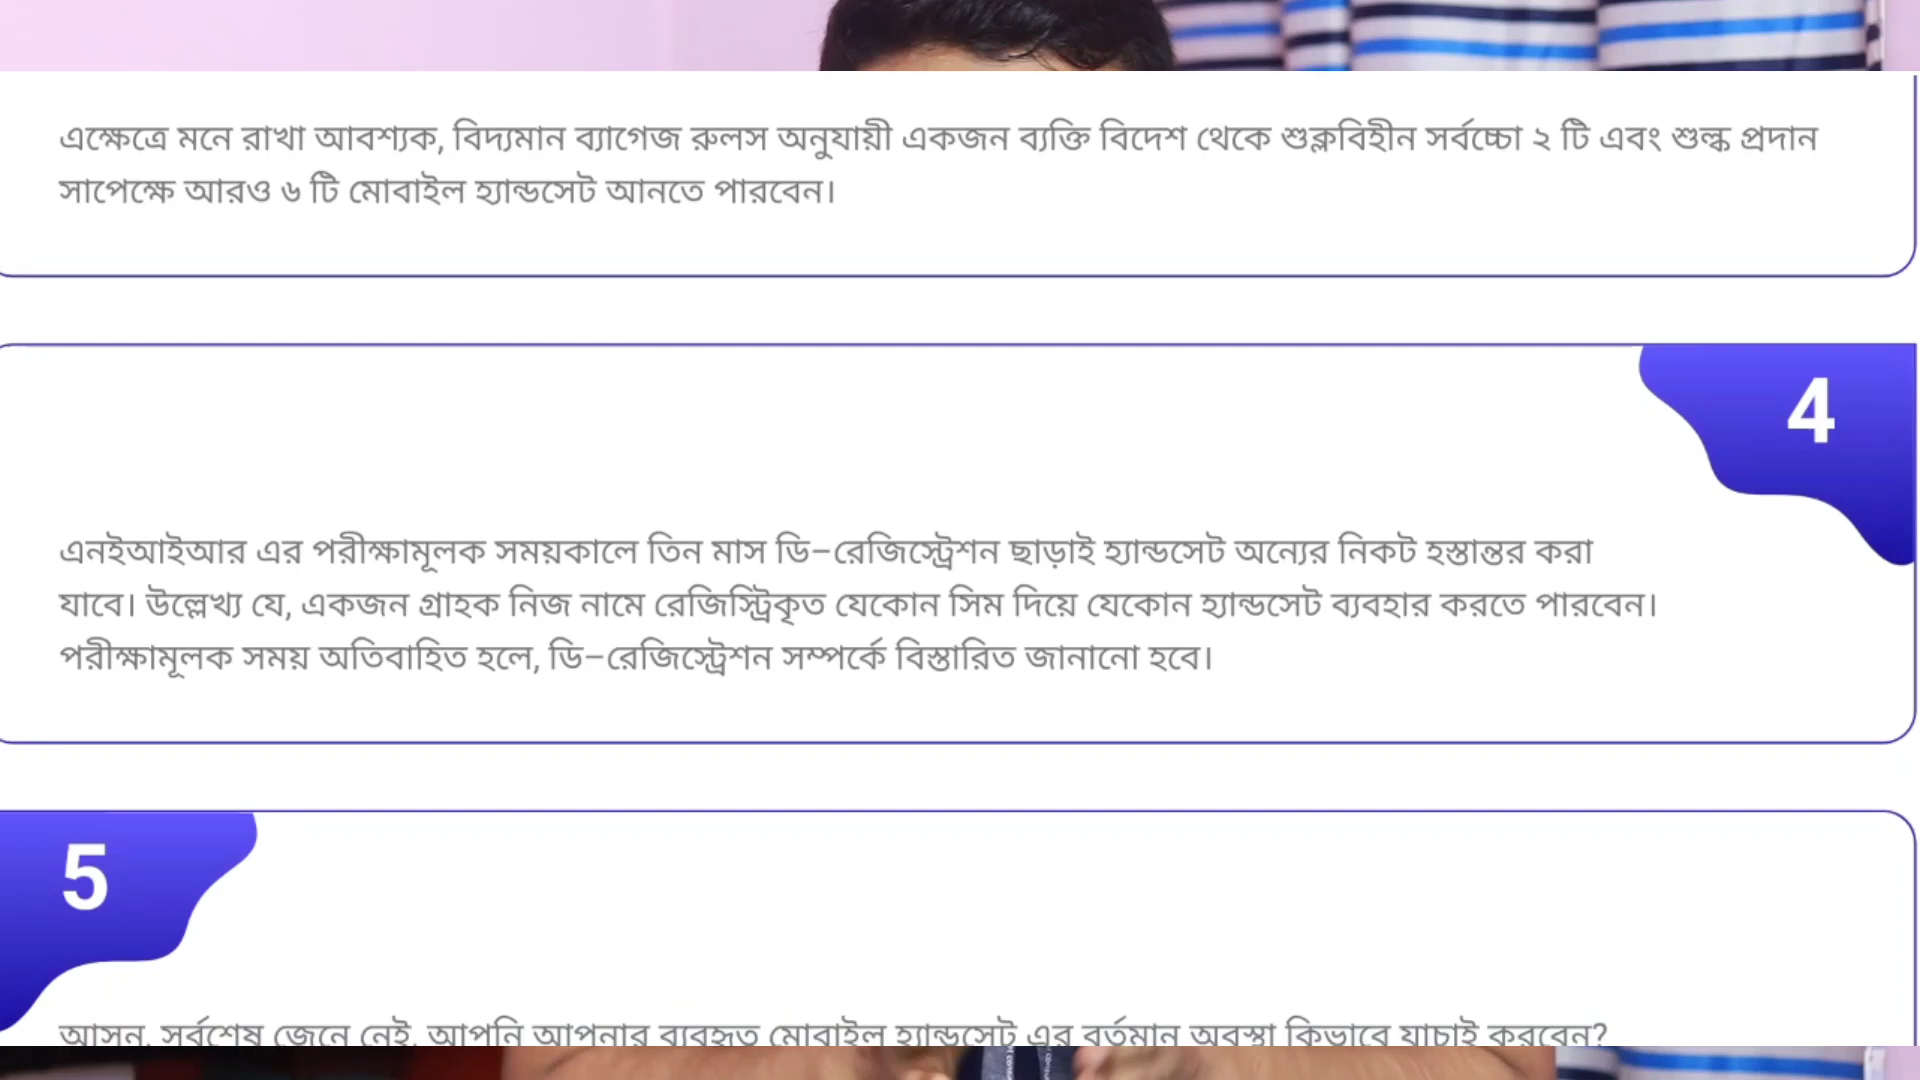 এক্ষেত্রে মনে রাখা আবশ্যক, বিদ্যমান ব্যাগেজ রুলস অনুযায়ী একজন ব্যক্তি বিদেশ থেকে শুক্লবিহীন সর্বচ্চো ২ টি এবং শুল্ক প্রদান
সাপেক্ষে আরও ৬ টি মোবাইল হ্যান্ডসেট আনতে পারবেন।
4
এনইআইআর এর পরীক্ষামূলক সময়কালে তিন মাস ডি–রেজিস্ট্রেশন ছাড়াই হ্যান্ডসেট অন্যের নিকট হস্তান্তর করা
যাবে। উল্লেখ্য যে, একজন গ্রাহক নিজ নামে রেজিস্ট্রিকৃত যেকোন সিম দিয়ে যেকোন হ্যান্ডসেট ব্যবহার করতে পারবেন।
পরীক্ষামূলক সময় অতিবাহিত হলে, ডি–রেজিস্ট্রেশন সম্পর্কে বিস্তারিত জানানো হবে।
5
আসুন, সর্বশেষ জেনে নেই, আপনি আপনার ব্যবহৃত মোবাইল হ্যান্ডসেট এর বর্তমান অবস্থা কিভাবে যাচাই করবেন?